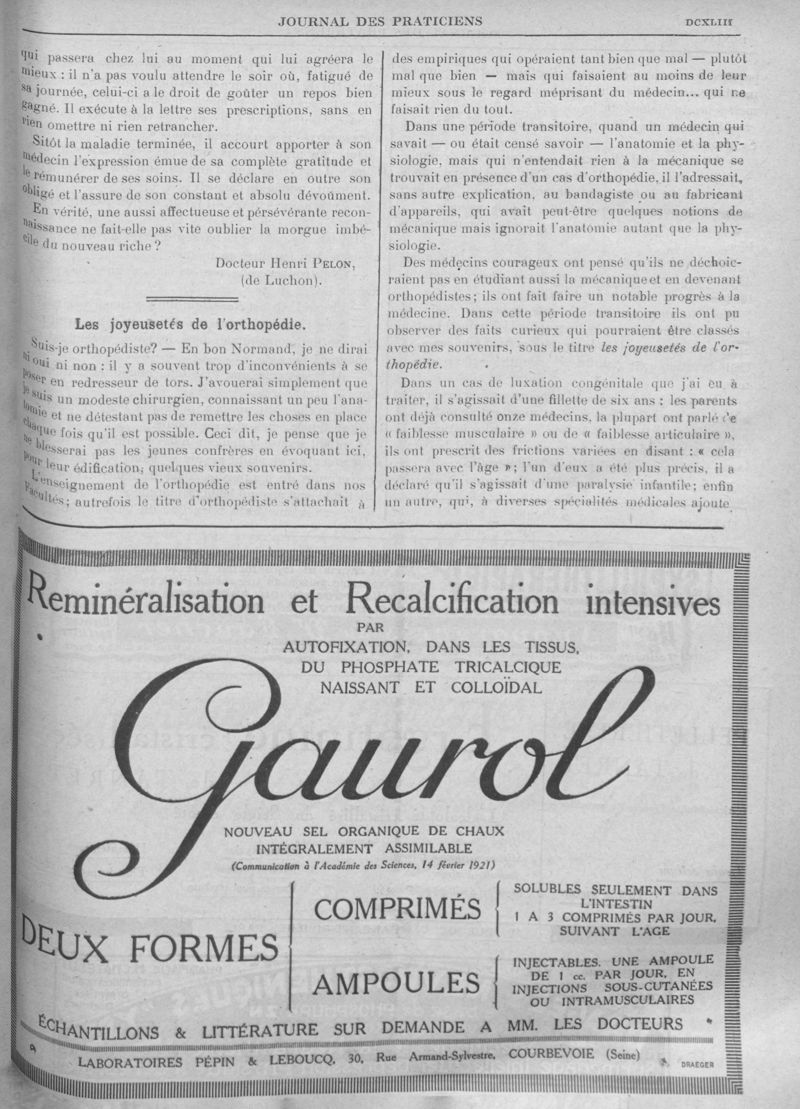 JOURNAL DES PRATICIENS
DCXLIII
qui passera chez lui au moment qui lui agréera le
mieux : il n'a pas voulu attendre le soir où, fatigué de
sa journée, celui-ci a le droit de goûter un repos bien
gagné. Il exécute à la lettre ses prescriptions, sans en
rien omettre ni rien retrancher.
Sitôt la maladie terminée, il accourt apporter à son
médecin l'expression émue de sa complète gratitude et
le rémunérer de ses soins. Il se déclare en outre son
obligé et l'assure de son constant et absolu dévoûment.
En vérité, une aussi affectueuse et pérsévérante recon-
naissance ne fait-elle pas vite oublier la morgue imbé-
cile du nouveau riche ?
Docteur Henri PELON,
(de Luchon).
Les joyeusetés de l'orthopédie.
Suis-je orthopédiste? — En bon Normand, je ne dirai
ni oui ni non : il y a souvent trop d'inconvénients à se
poser en redresseur de tors. J'avouerai simplement que
je suis un modeste chirurgien, connaissant un peu l'ana-
tomie et ne détestant pas de remettre les choses en place
chaque fois qu'il est possible. Ceci dit, je pense que je
ne blesserai pas les jeunes confrères en évoquant ici,
pour leur édification, quelques vieux souvenirs.
L'enseignement de l'orthopédie est entré dans nos
Facultés ; autrefois le titre d'orthopédiste s'attachait à
des empiriques qui opéraient tant bien que mal — plutôt
mal que bien — mais qui faisaient au moins de leur
mieux sous le regard méprisant du médecin... qui ne
faisait rien du tout.
Dans une période transitoire, quand un médecin qui
savait — ou était censé savoir — l'anatomie et la phy-
siologie, mais qui n'entendait rien à la mécanique se
trouvait en présence d'un cas d'orthopédie, il l'adressait,
sans autre explication, au bandagiste ou au fabricant
d'appareils, qui avait peut-être quelques notions de
mécanique mais ignorait l'anatomie autant que la phy-
siologie.
Des médecins courageux ont pensé qu'ils ne déchoie-
raient pas en étudiant aussi la mécanique et en devenant
orthopédistes ; ils ont fait faire un notable progrès à la
médecine. Dans cette période transitoire ils ont pu
observer des faits curieux qui pourraient être classés
avec mes souvenirs, sous le titre les joyeusetés de l'or-
thopédie.
Dans un cas de luxation congénitale que j'ai eu à
traiter, il s'agissait d'une fillette de six ans ; les parents
ont déjà consulté onze médecins, la plupart ont parlé de
« faiblesse musculaire » ou de « faiblesse articulaire »,
ils ont prescrit des frictions variées en disant : « cela
passera avec l'âge » ; l'un d'eux a été plus précis, il a
déclaré qu'il s'agissait d'une paralysie infantile ; enfin
un autre, qui, à diverses spécialités médicales ajoute
Reminéralisation et Recalcification intensives
PAR
AUTOFIXATION, DANS LES TISSUS,
DU PHOSPHATE TRICALCIQUE
NAISSANT ET COLLOÏDAL
Gaurol
NOUVEAU SEL ORGANIQUE DE CHAUX
INTÉGRALEMENT ASSIMILABLE
(Communication à l'Académie des Sciences, 14 février 1921)
DEUX FORMES
COMPRIMÉS
SOLUBLES SEULEMENT DANS
L'INTESTIN
1 A 3 COMPRIMÉS PAR JOUR,
SUIVANT L'AGE
AMPOULES
INJECTABLES. UNE AMPOULE
DE 1 cc. PAR JOUR, EN
INJECTIONS SOUS-CUTANÉES
OU INTRAMUSCULAIRES
ÉCHANTILLONS & LITTÉRATURE SUR DEMANDE A MM. LES DOCTEURS
LABORATOIRES PÉPIN & LEBOUCQ, 30, Rue Armand-Sylvestre, COURBEVOIE (Seine)
DRAEGER